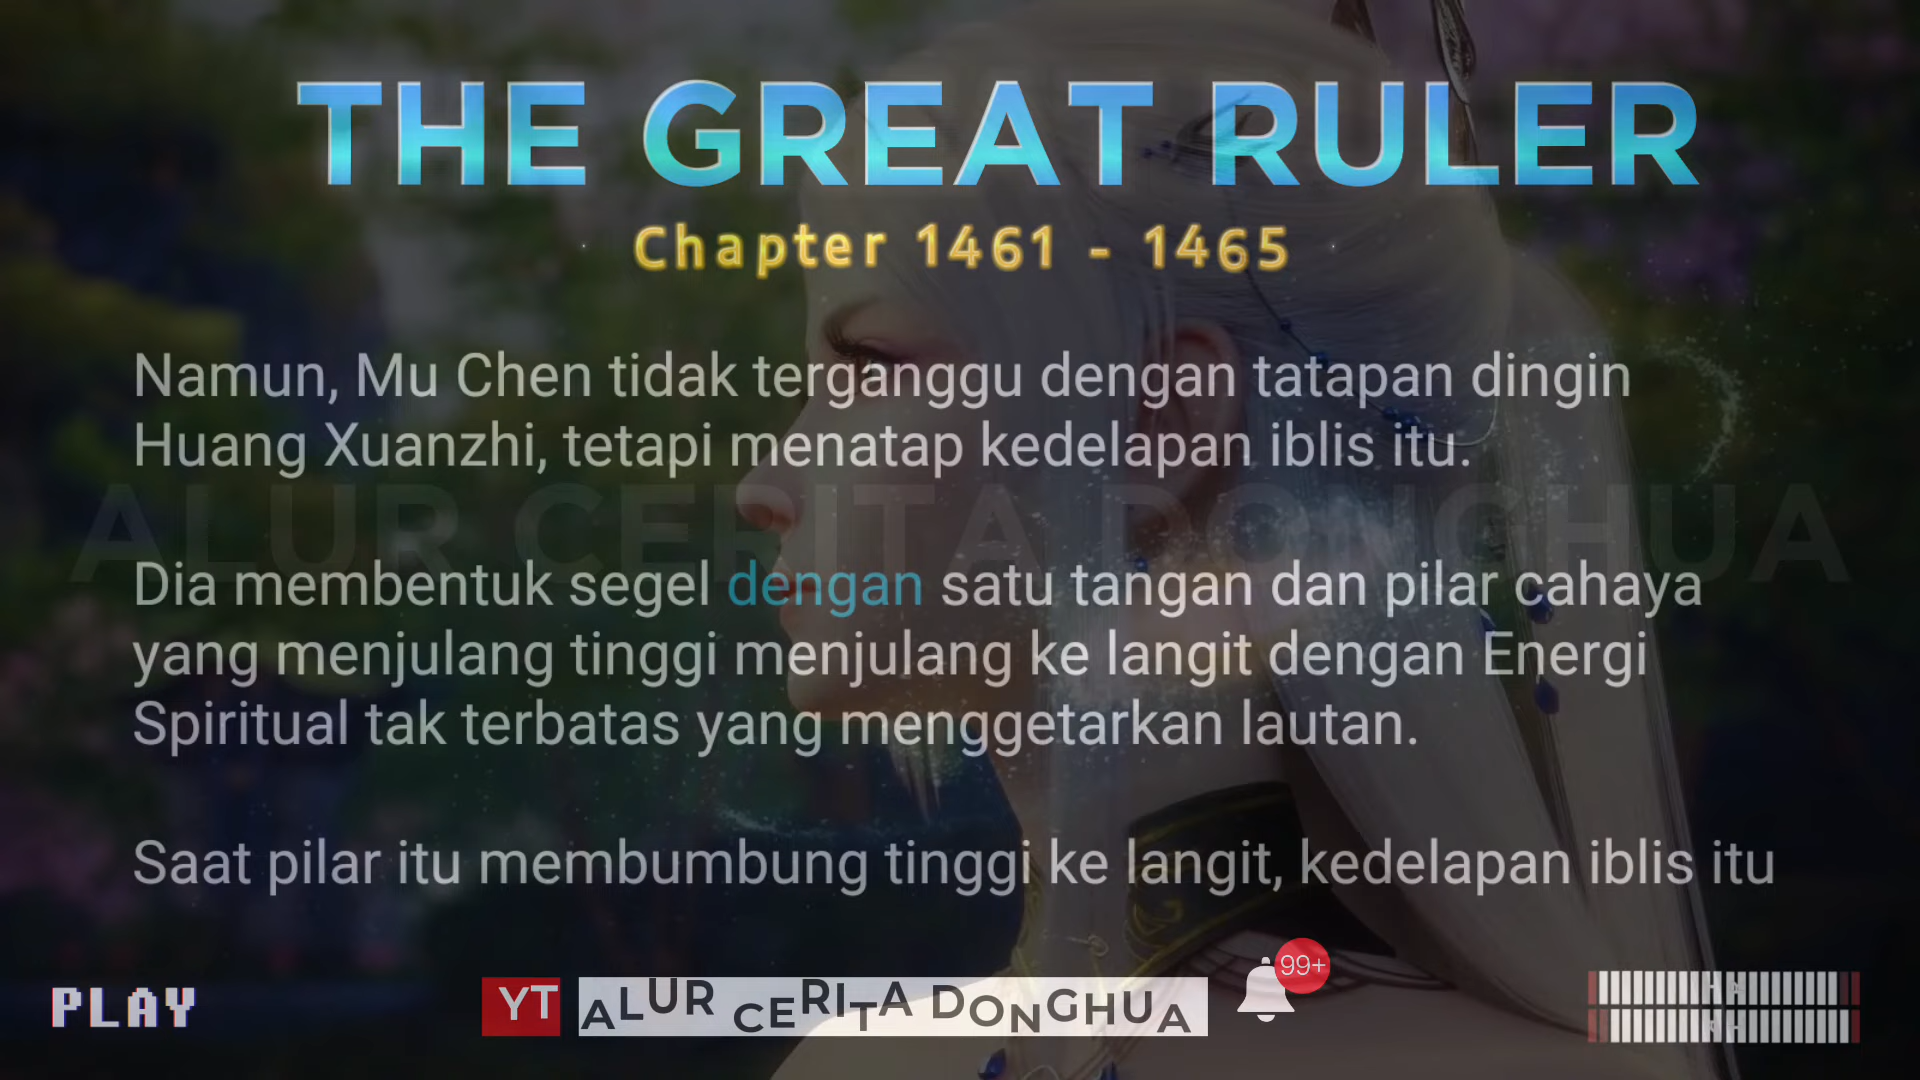 THE GREAT RULER
Chapter 1461 - 1465
Namun, Mu Chen tidak terganggu dengan tatapan dingin
Huang Xuanzhi, tetapi menatap kedelapan iblis itu.
ALUR CERITA DONGHUA
Dia membentuk segel dengan satu tangan dan pilar cahaya
yang menjulang tinggi menjulang ke langit dengan Energi
Spiritual tak terbatas yang menggetarkan lautan.
Saat pilar itu membumbung tinggi ke langit, kedelapan iblis itu
PLAY
YT ALUR CERITA DONGHUA
99+